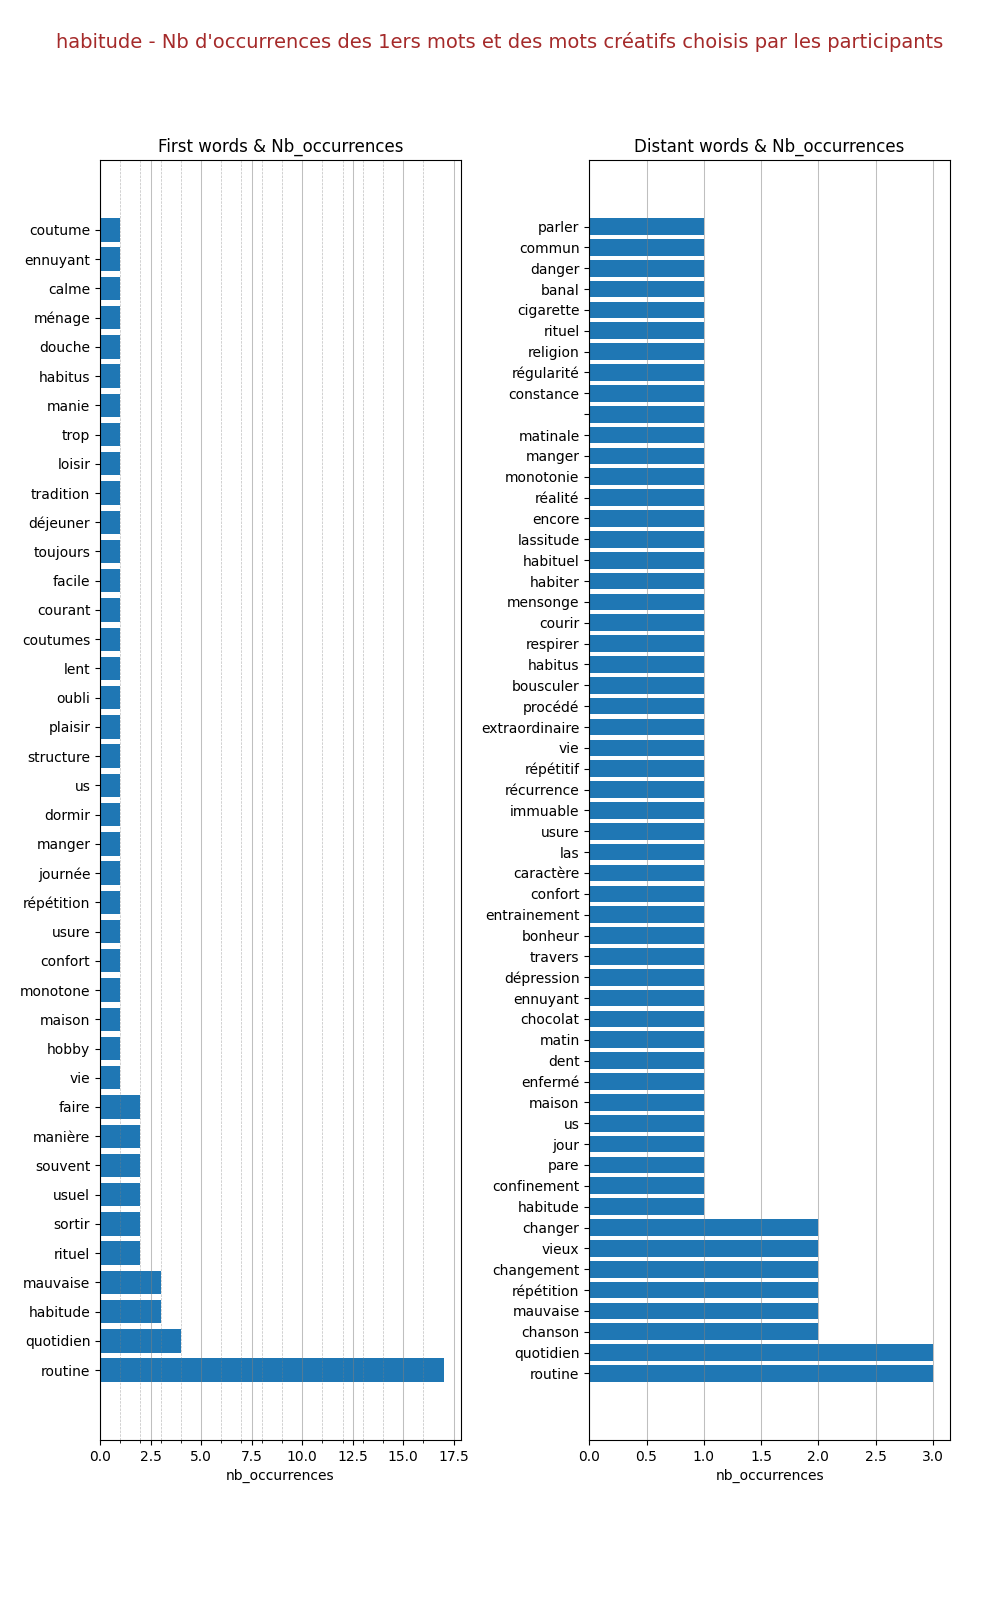 habitude - Nb d'occurrences des 1ers mots et des mots créatifs choisis par les participants
First words & Nb_occurrences
coutume
ennuyant
calme
ménage
douche
habitus
manie
trop
loisir
tradition
déjeuner
toujours
facile
courant
coutumes
lent
oubli
plaisir
structure
us
dormir
manger
journée
répétition
usure
confort
monotone
maison
hobby
vie
faire
manière
souvent
usuel
sortir
rituel
mauvaise
habitude
quotidien
routine
0.0 2.5 5.0 7.5 10.0 12.5 15.0 17.5
nb_occurrences
Distant words & Nb_occurrences
parler
commun
danger
banal
cigarette
rituel
religion
régularité
constance
matinale
manger
monotonie
réalité
encore
lassitude
habituel
habiter
mensonge
courir
respirer
habitus
bousculer
procédé
extraordinaire
vie
répétitif
récurrence
immuable
usure
las
caractère
confort
entrainement
bonheur
travers
dépression
ennuyant
chocolat
matin
dent
enfermé
maison
us
jour
pare
confinement
habitude
changer
vieux
changement
répétition
mauvaise
chanson
quotidien
routine
0.0 0.5 1.0 1.5 2.0 2.5 3.0
nb_occurrences